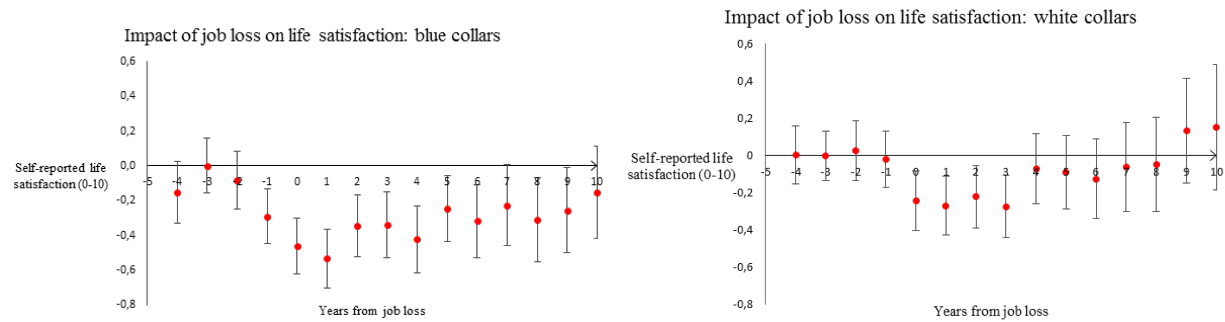 Impact of job loss on life satisfaction: blue collars
0,6
0,4
0,2
0,0
-0,2
-0,4
-0,6
-0,8
Self-reported life
satisfaction (0-10)
-5 -4 -3 -2 -1 0 1 2 3 4 5 6 7 8 9 10
Years from job loss
Impact of job loss on life satisfaction: white collars
0,6
0,4
0,2
0
-0,2
-0,4
-0,6
-0,8
Self-reported life
satisfaction (0-10)
-5 -4 -3 -2 -1 0 1 2 3 4 5 6 7 8 9 10
Years from job loss